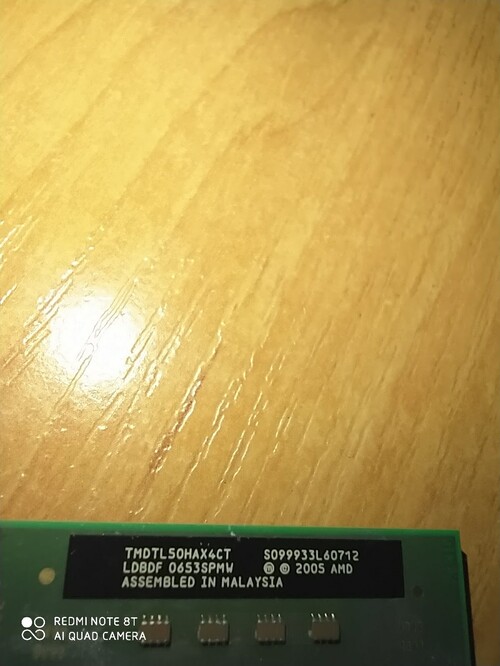 TMDTL50HAX4CT S099933L60712
LDBDF 0653SPMW Ⓜ © 2005 AMD
ASSEMBLED IN MALAYSIA
REDMI NOTE 8T
AI QUAD CAMERA